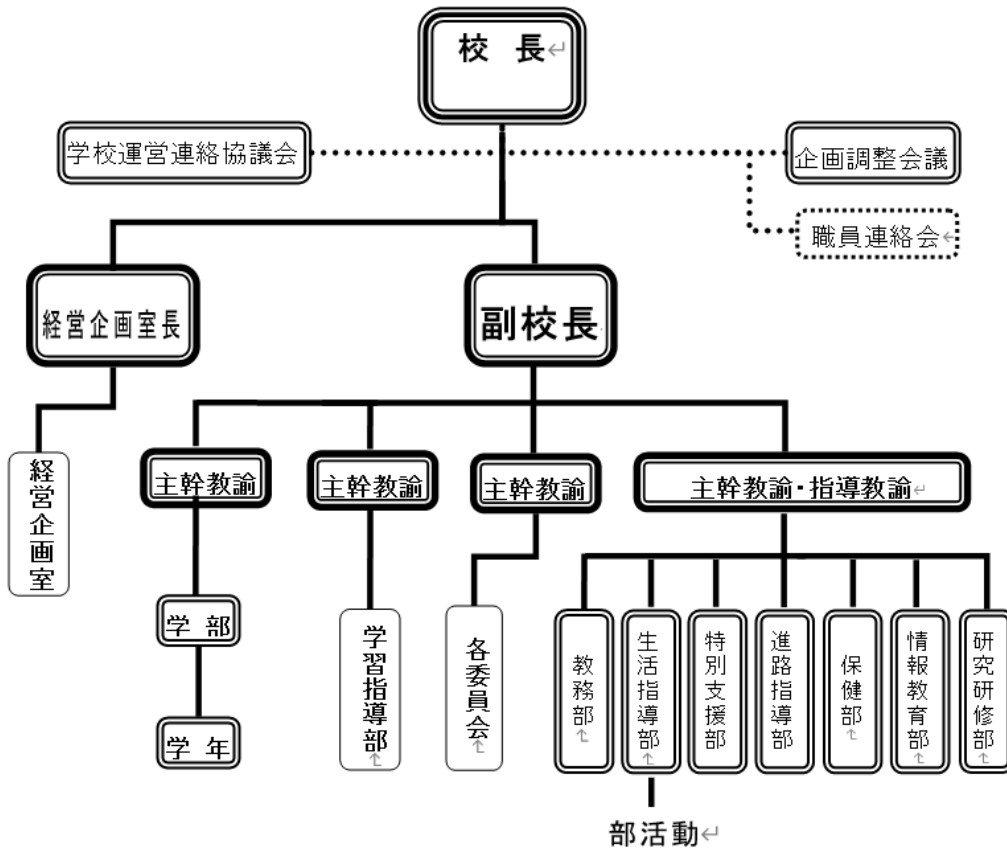 校 長
学校運営連絡協議会
企画調整会議
職員連絡会
経営企画室長
副校長
経営企画室
主幹教諭
主幹教諭
主幹教諭
主幹教諭・指導教諭
学 部
学 年
学習指導部
各委員会
教務部
生活指導部
特別支援部
進路指導部
保健部
情報教育部
研究研修部
部活動